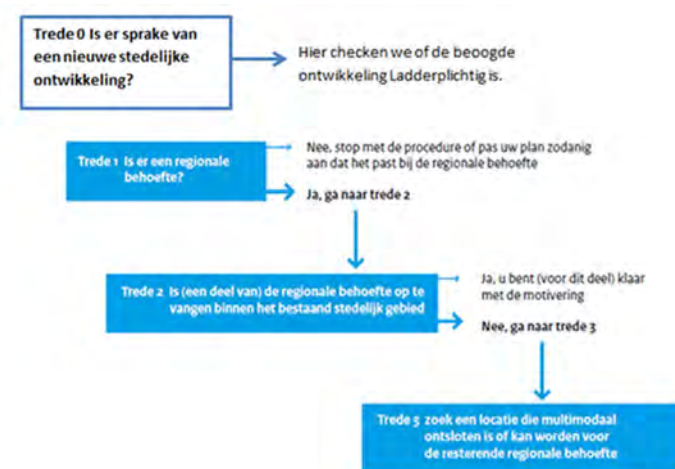 Trede 0 Is er sprake van
een nieuwe stedelijke
ontwikkeling?
Hier checken we of de beoogde
ontwikkeling Ladderplichtig is.
Trede 1 Is er een regionale
behoefte?
Nee, stop met de procedure of pas uw plan zodanig
aan dat het past bij de regionale behoefte
Ja, ga naar trede 2
Trede 2 Is (een deel van) de regionale behoefte op te
vangen binnen het bestaand stedelijk gebied
Ja, u bent (voor dit deel) klaar
met de motivering
Nee, ga naar trede 3
Trede 3 zoek een locatie die multimodaal
ontsloten is of kan worden voor
de resterende regionale behoefte